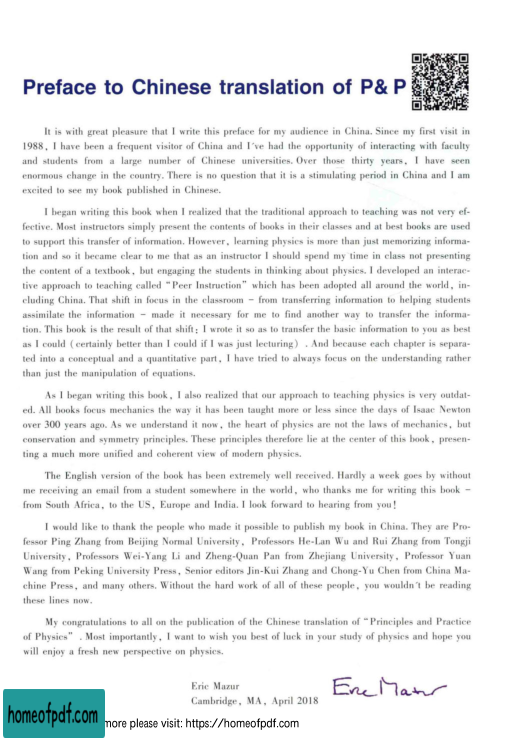 Preface to Chinese translation of P& P
It is with great pleasure that I write this preface for my audience in China. Since my first visit in
1988, I have been a frequent visitor of China and I've had the opportunity of interacting with faculty
and students from a large number of Chinese universities. Over those thirty years, I have seen
enormous change in the country. There is no question that it is a stimulating period in China and I am
excited to see my book published in Chinese.
I began writing this book when I realized that the traditional approach to teaching was not very ef-
fective. Most instructors simply present the contents of books in their classes and at best books are used
to support this transfer of information. However, learning physics is more than just memorizing informa-
tion and so it became clear to me that as an instructor I should spend my time in class not presenting
the content of a textbook, but engaging the students in thinking about physics. I developed an interac-
tive approach to teaching called "Peer Instruction" which has been adopted all around the world, in-
cluding China. That shift in focus in the classroom – from transferring information to helping students
assimilate the information – made it necessary for me to find another way to transfer the informa-
tion. This book is the result of that shift; I wrote it so as to transfer the basic information to you as best
as I could (certainly better than I could if I was just lecturing) . And because each chapter is separa-
ted into a conceptual and a quantitative part, I have tried to always focus on the understanding rather
than just the manipulation of equations.
As I began writing this book, I also realized that our approach to teaching physics is very outdat-
ed. All books focus mechanics the way it has been taught more or less since the days of Isaac Newton
over 300 years ago. As we understand it now, the heart of physics are not the laws of mechanics, but
conservation and symmetry principles. These principles therefore lie at the center of this book, presen-
ting a much more unified and coherent view of modern physics.
The English version of the book has been extremely well received. Hardly a week goes by without
me receiving an email from a student somewhere in the world, who thanks me for writing this book –
from South Africa, to the US, Europe and India. I look forward to hearing from you!
I would like to thank the people who made it possible to publish my book in China. They are Pro-
fessor Ping Zhang from Beijing Normal University, Professors He-Lan Wu and Rui Zhang from Tongji
University, Professors Wei-Yang Li and Zheng-Quan Pan from Zhejiang University, Professor Yuan
Wang from Peking University Press, Senior editors Jin-Kui Zhang and Chong-Yu Chen from China Ma-
chine Press, and many others. Without the hard work of all of these people, you wouldn't be reading
these lines now.
My congratulations to all on the publication of the Chinese translation of "Principles and Practice
of Physics" . Most importantly, I want to wish you best of luck in your study of physics and hope you
will enjoy a fresh new perspective on physics.
Eric Mazur
Eric Mazur
Cambridge, MA, April 2018
homeofpdf.com
more please visit: https://homeofpdf.com